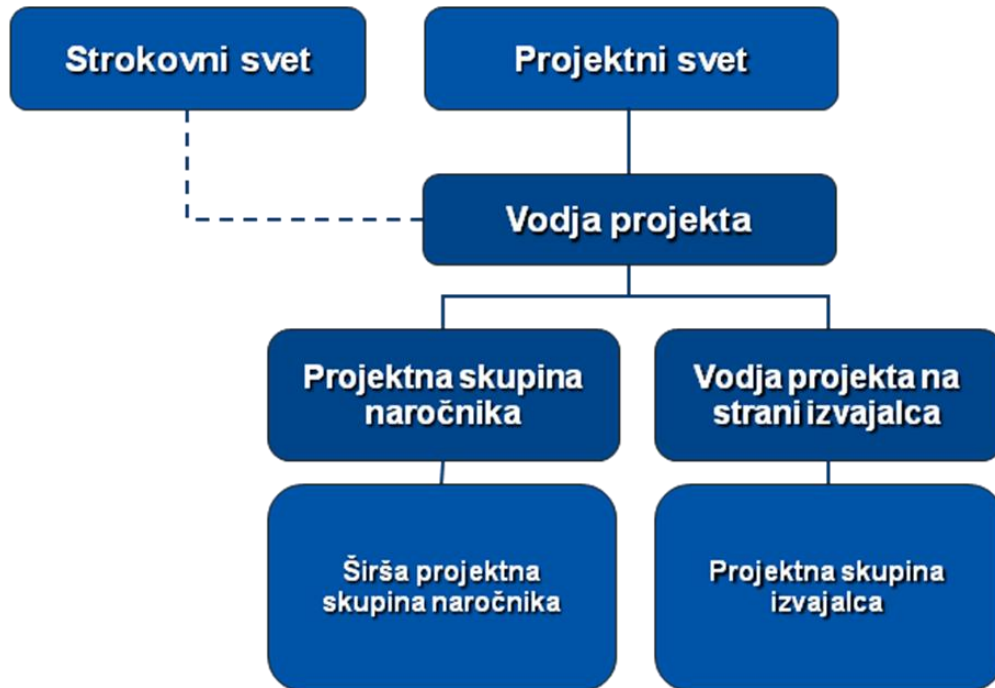 Strokovni svet
Projektni svet
Vodja projekta
Projektna skupina
naročnika
Vodja projekta na
strani izvajalca
Širša projektna
skupina naročnika
Projektna skupina
izvajalca